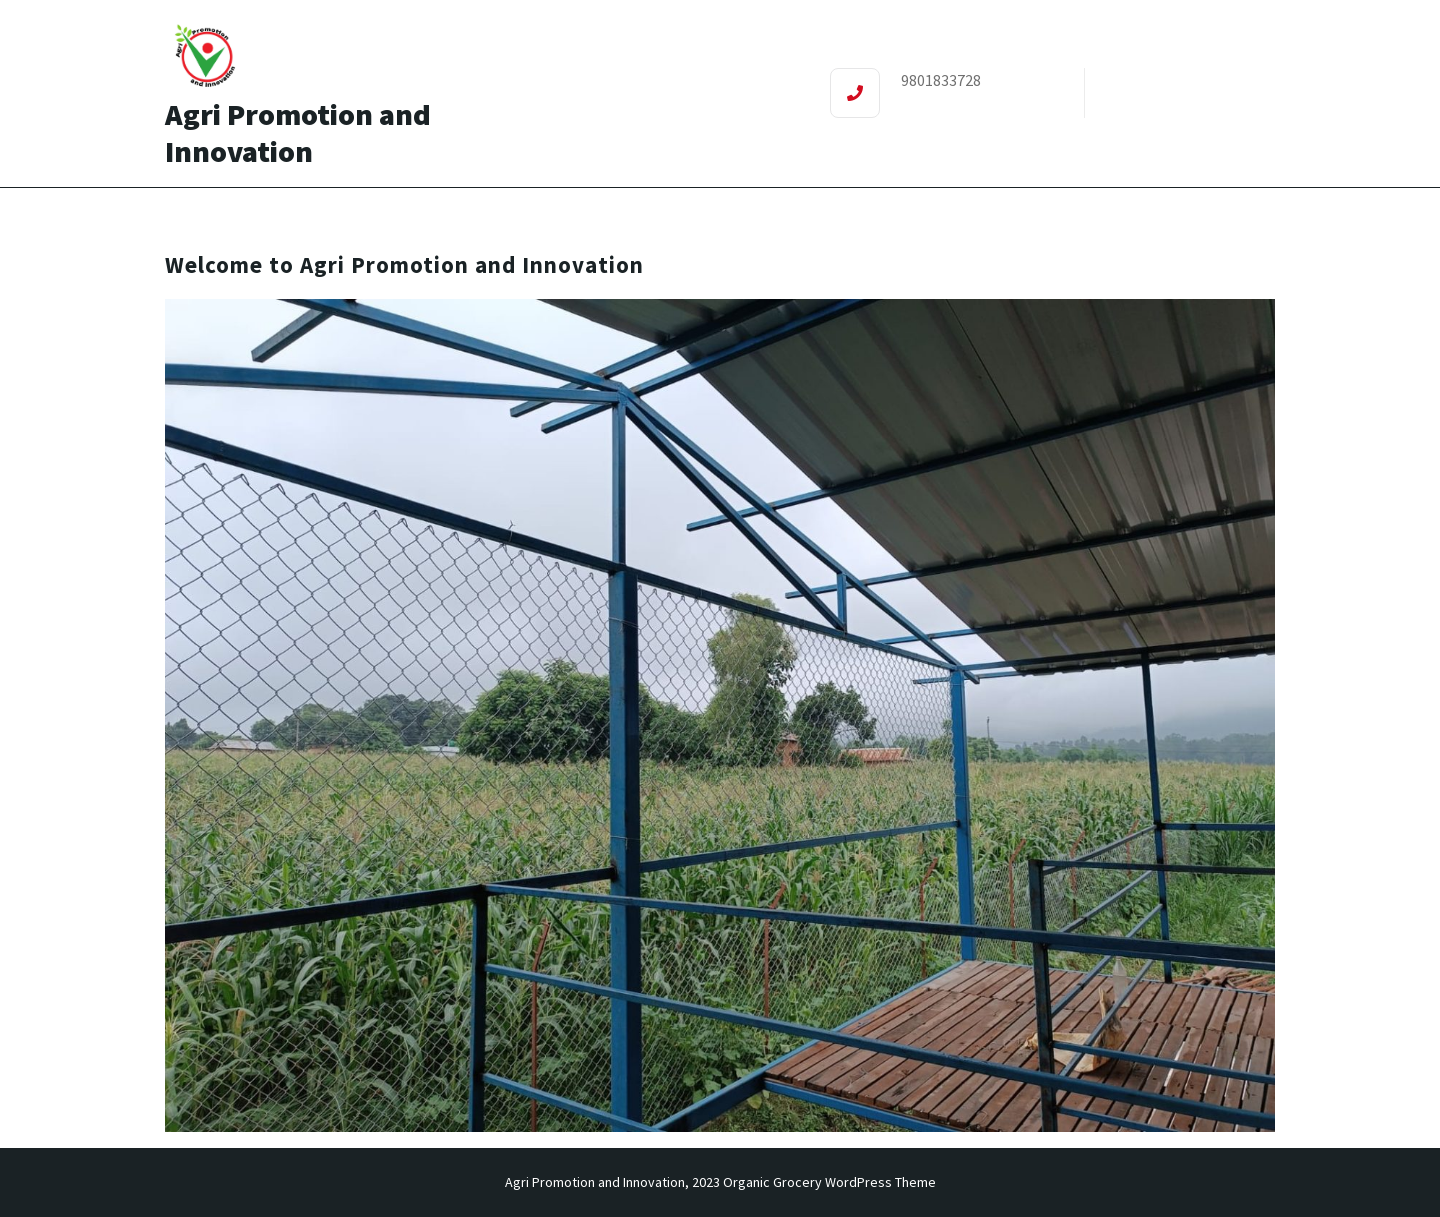 Agri Promotion
and Innovation
Agri Promotion and
Innovation
9801833728
Welcome to Agri Promotion and Innovation
Agri Promotion and Innovation, 2023 Organic Grocery WordPress Theme